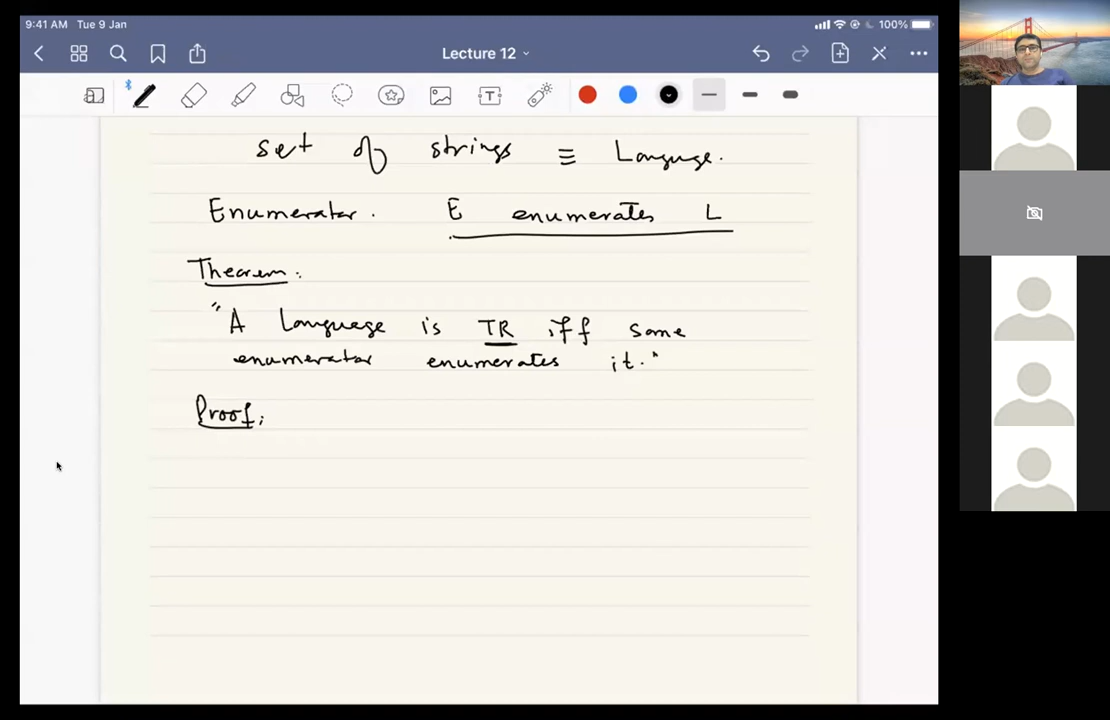 9:41 AM Tue 9 Jan
100%
Lecture 12
set of strings ≡ Languge.
Enumerator. E enumerates L
Theorem:
"A Language is TR iff some
enumerator enumerates it."
Proof: